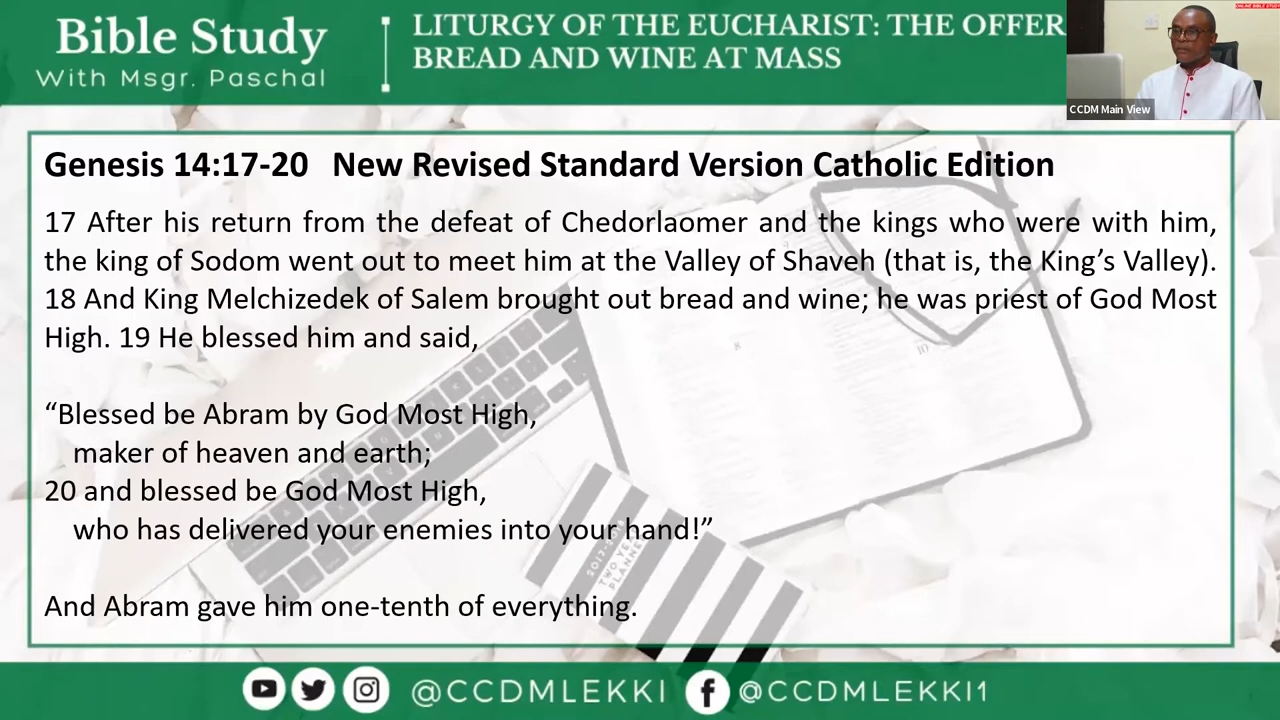 Bible Study
With Msgr. Paschal
LITURGY OF THE EUCHARIST: THE OFFER
BREAD AND WINE AT MASS
ONLINE BIBLE STUDY
CCDM Main View
Genesis 14:17-20 New Revised Standard Version Catholic Edition
17 After his return from the defeat of Chedorlaomer and the kings who were with him,
the king of Sodom went out to meet him at the Valley of Shaveh (that is, the King’s Valley).
18 And King Melchizedek of Salem brought out bread and wine; he was priest of God Most
High. 19 He blessed him and said,
“Blessed be Abram by God Most High,
maker of heaven and earth;
20 and blessed be God Most High,
who has delivered your enemies into your hand!”
And Abram gave him one-tenth of everything.
TWO YEAR
PLANNER
@CCDMLEKKI
@CCDMLEKKI1